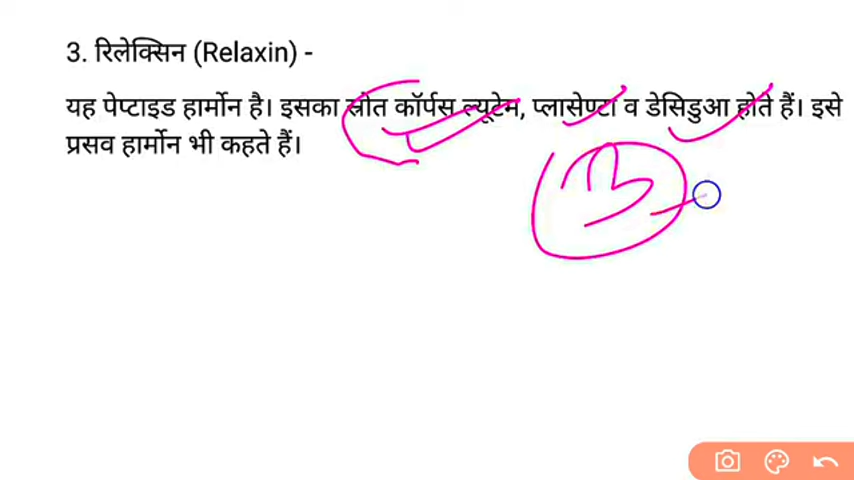 3. रिलेक्सिन (Relaxin) -
यह पेप्टाइड हार्मोन है। इसका स्रोत कॉर्पस ल्यूटेम, प्लासेण्टा व डेसिडुआ होते हैं। इसे
प्रसव हार्मोन भी कहते हैं।